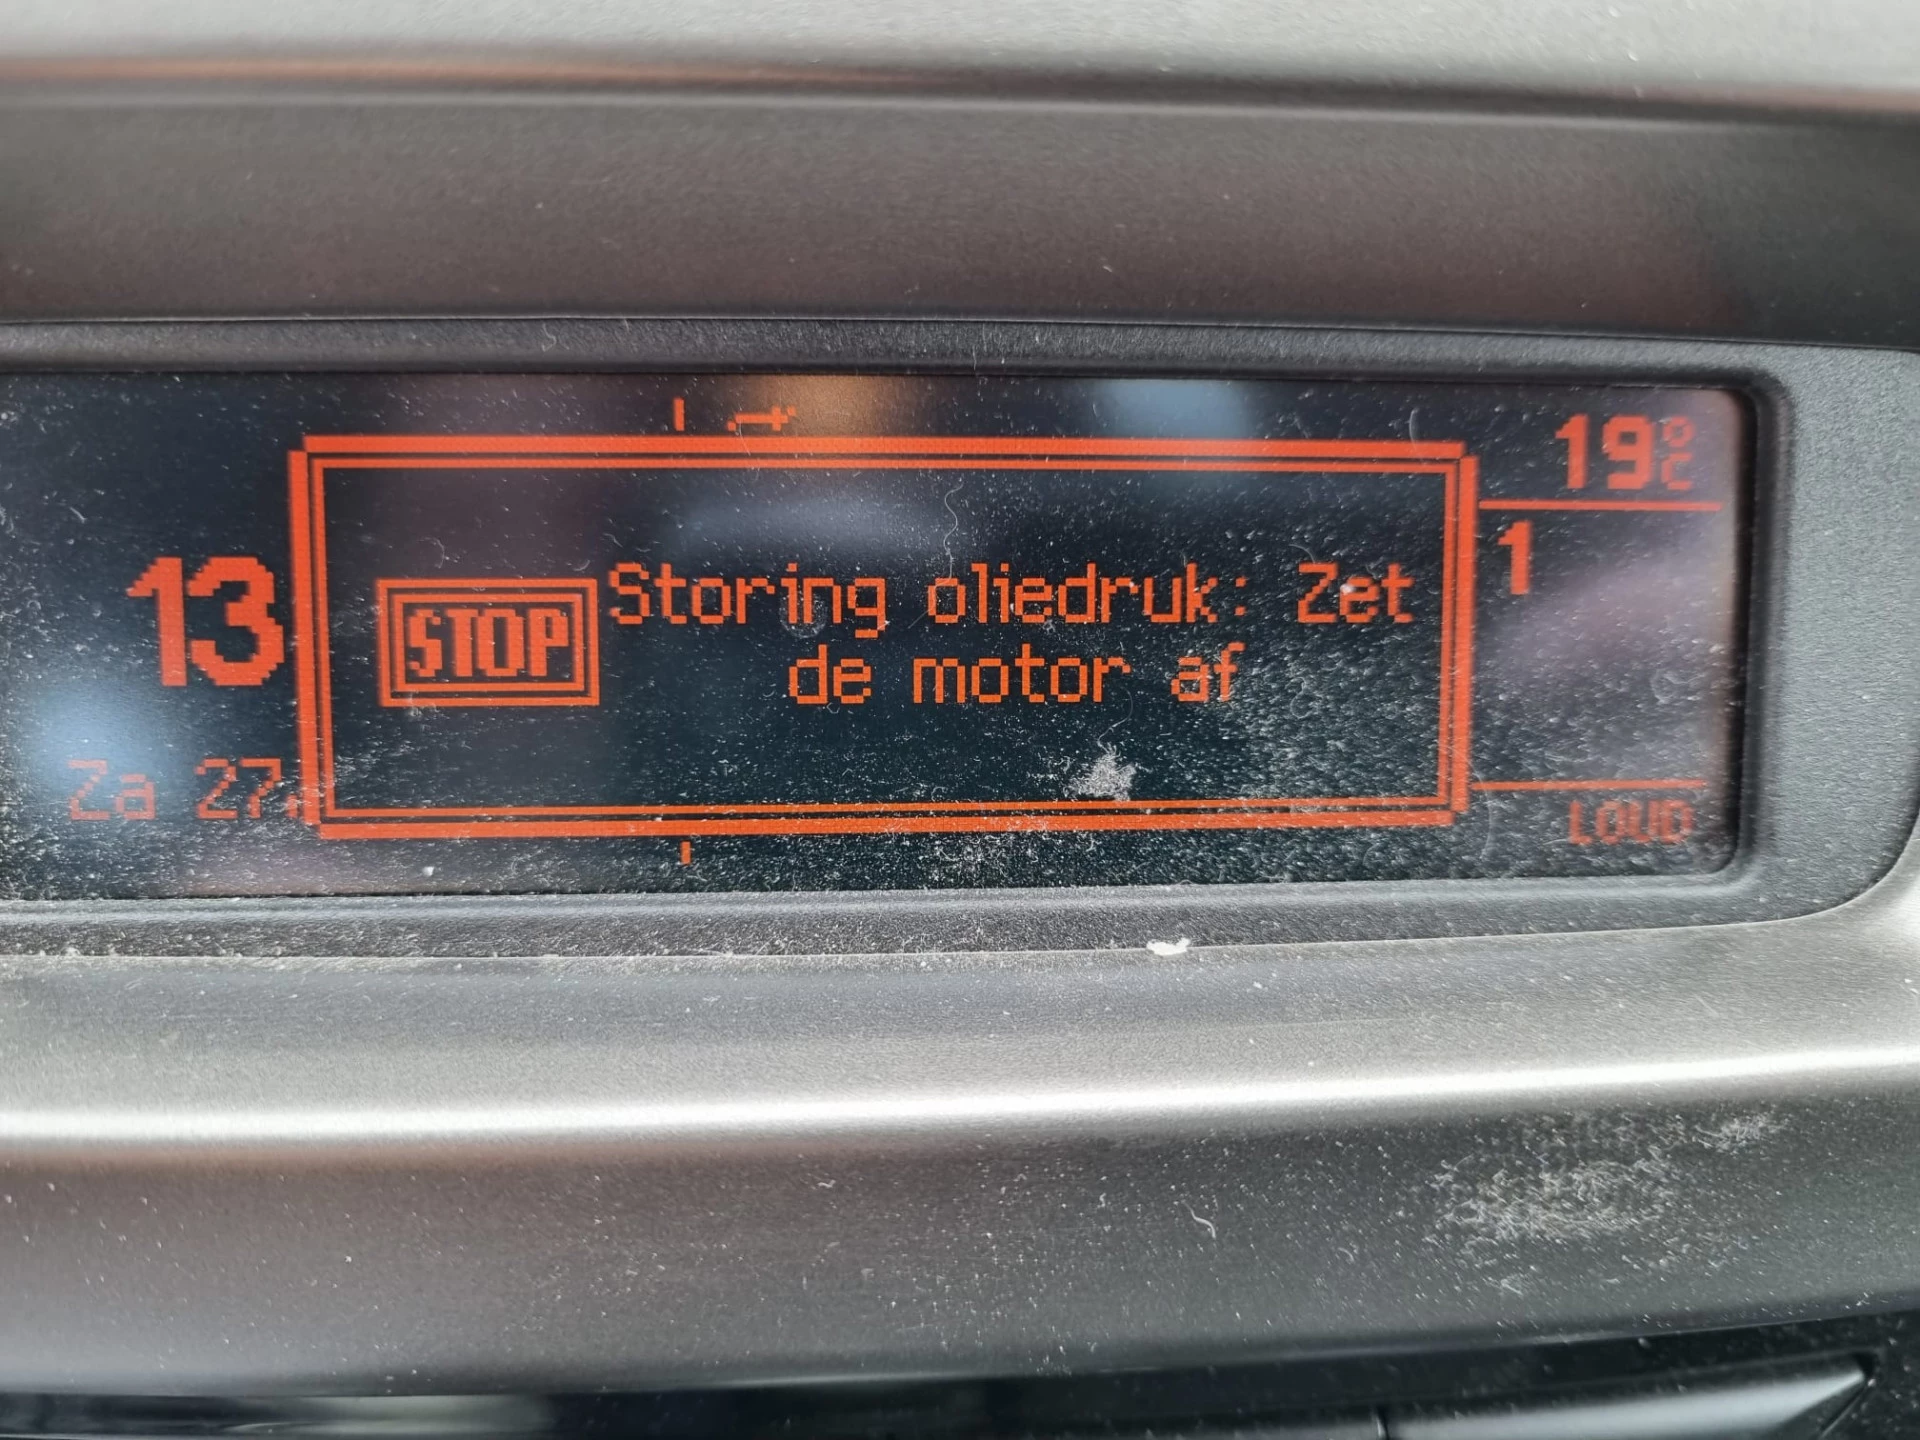 19°C
1
13
STOP
Storing oliedruk: Zet
de motor af
Za 27
LOUD